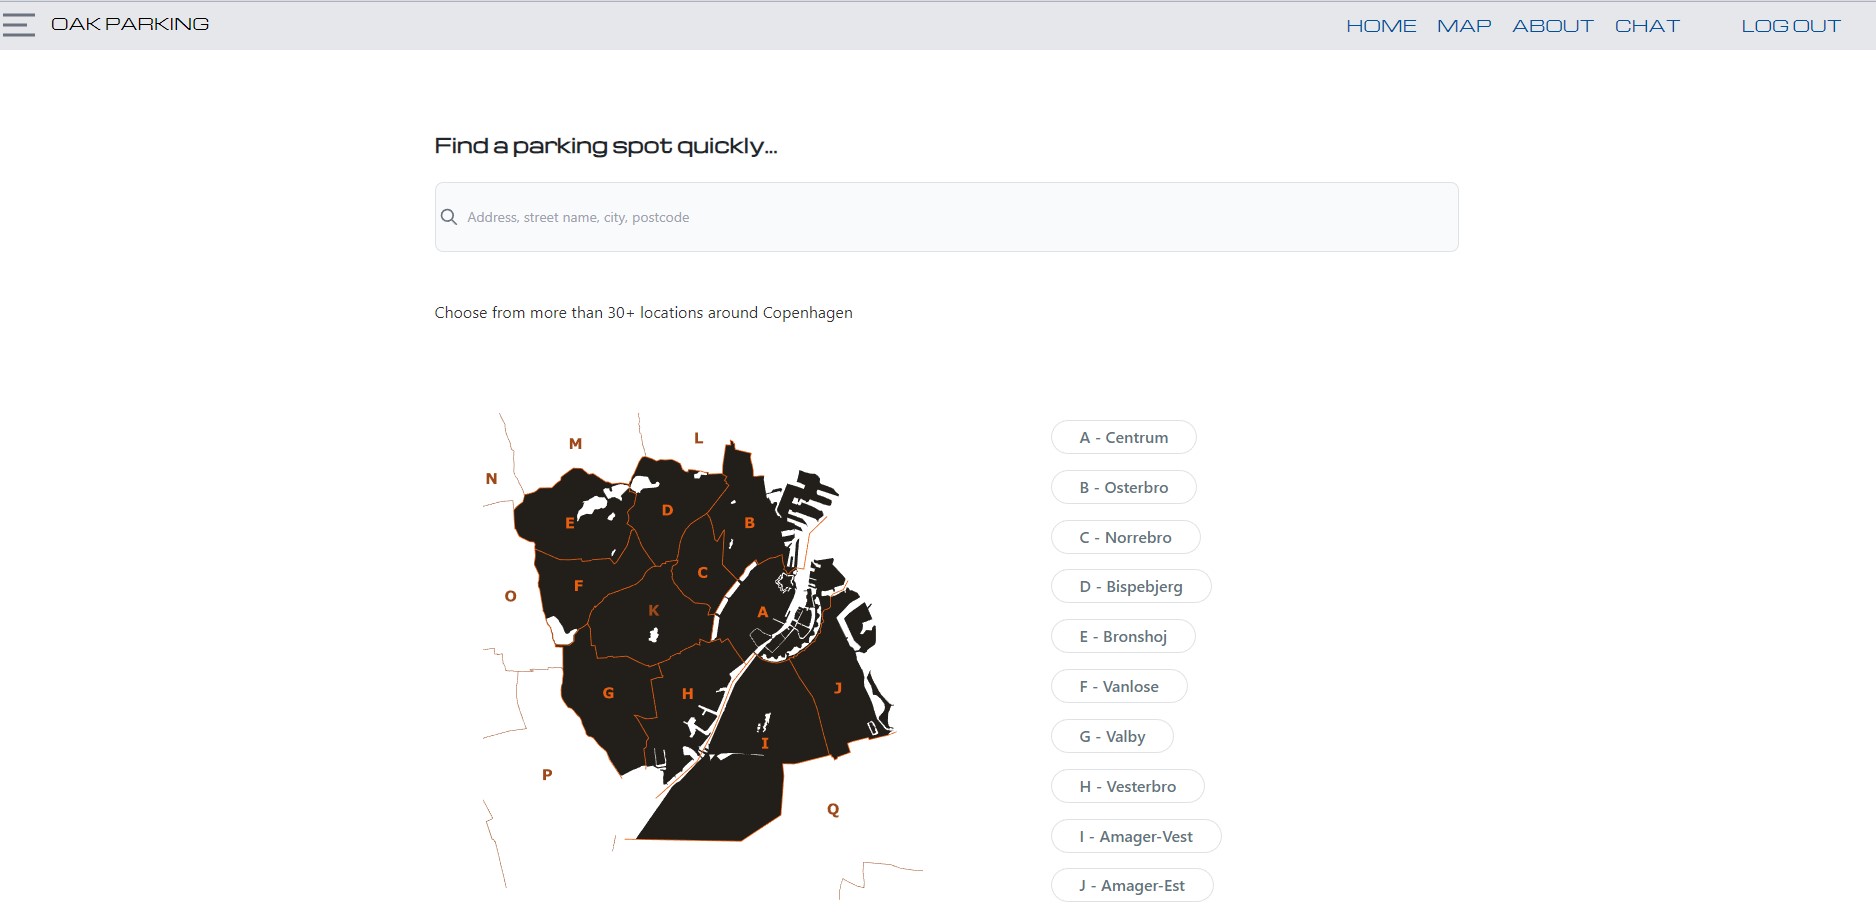 OAK PARKING
HOME MAP ABOUT CHAT LOG OUT
Find a parking spot quickly...
Address, street name, city, postcode
Choose from more than 30+ locations around Copenhagen
M
L
N
E
D
B
F
C
O
K
A
G
H
J
I
P
Q
A - Centrum
B - Osterbro
C - Norrebro
D - Bispebjerg
E - Bronshoj
F - Vanlose
G - Valby
H - Vesterbro
I - Amager-Vest
J - Amager-Est